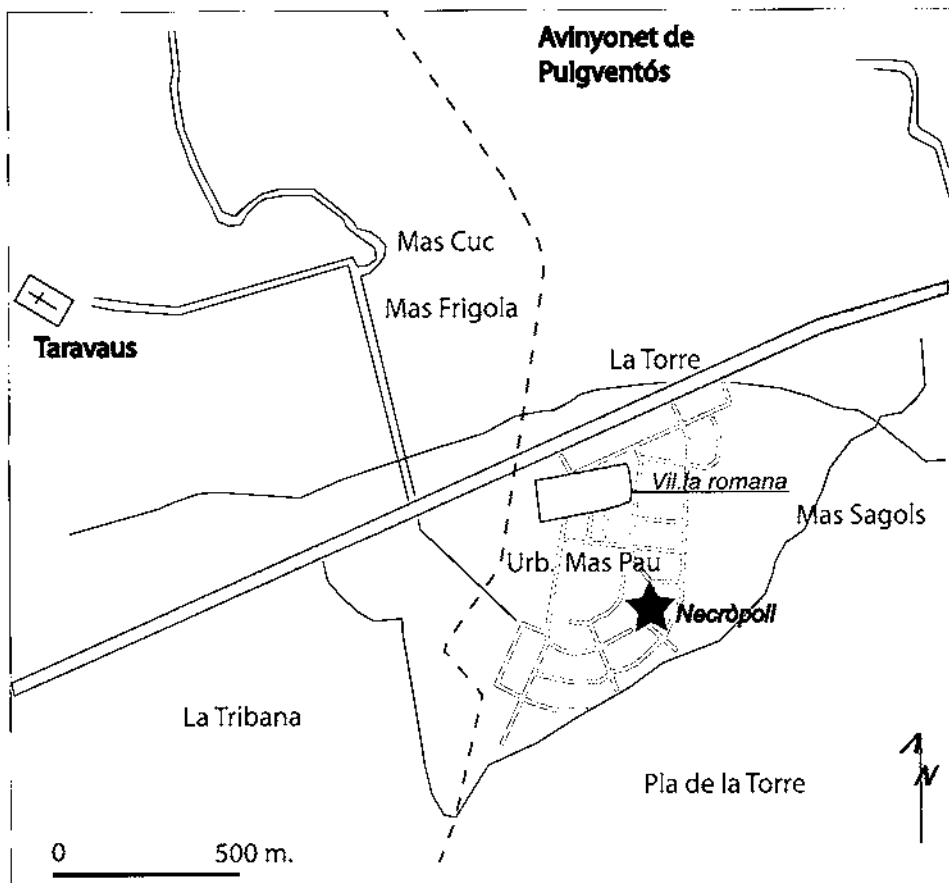 Avinyonet de
Puigventós
Mas Cuc
Mas Frigola
Taravaus
La Torre
Vil.la romana
Mas Sagols
Urb. Mas Pau
Necròpoli
La Tribana
Pla de la Torre
N
0 500 m.